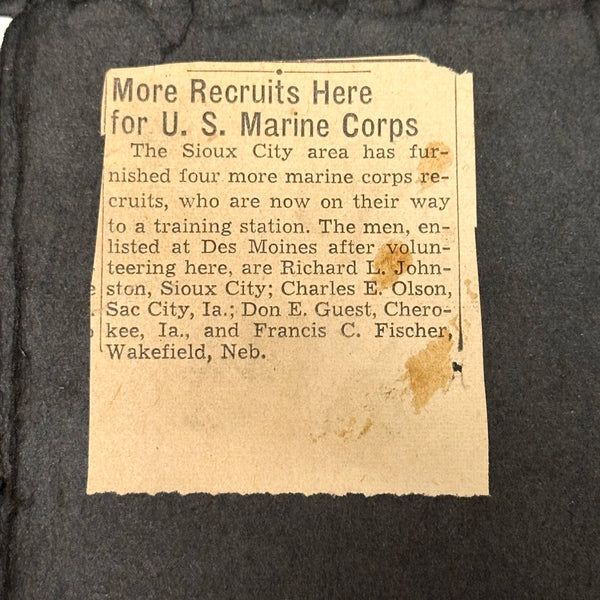 More Recruits Here
for U. S. Marine Corps
The Sioux City area has fur-
nished four more marine corps re-
cruits, who are now on their way
to a training station. The men, en-
listed at Des Moines after volun-
teering here, are Richard L. John-
ston, Sioux City; Charles E. Olson,
Sac City, Ia.; Don E. Guest, Chero-
kee, Ia., and Francis C. Fischer,
Wakefield, Neb.